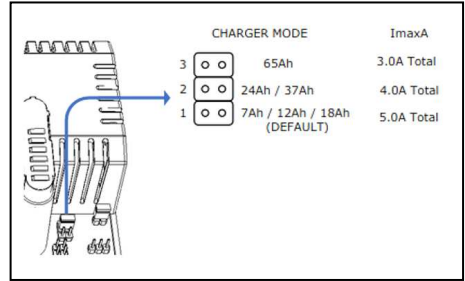 CHARGER MODE ImaxA
3 65Ah 3.0A Total
2 24Ah / 37Ah 4.0A Total
1 7Ah / 12Ah / 18Ah 5.0A Total
(DEFAULT)